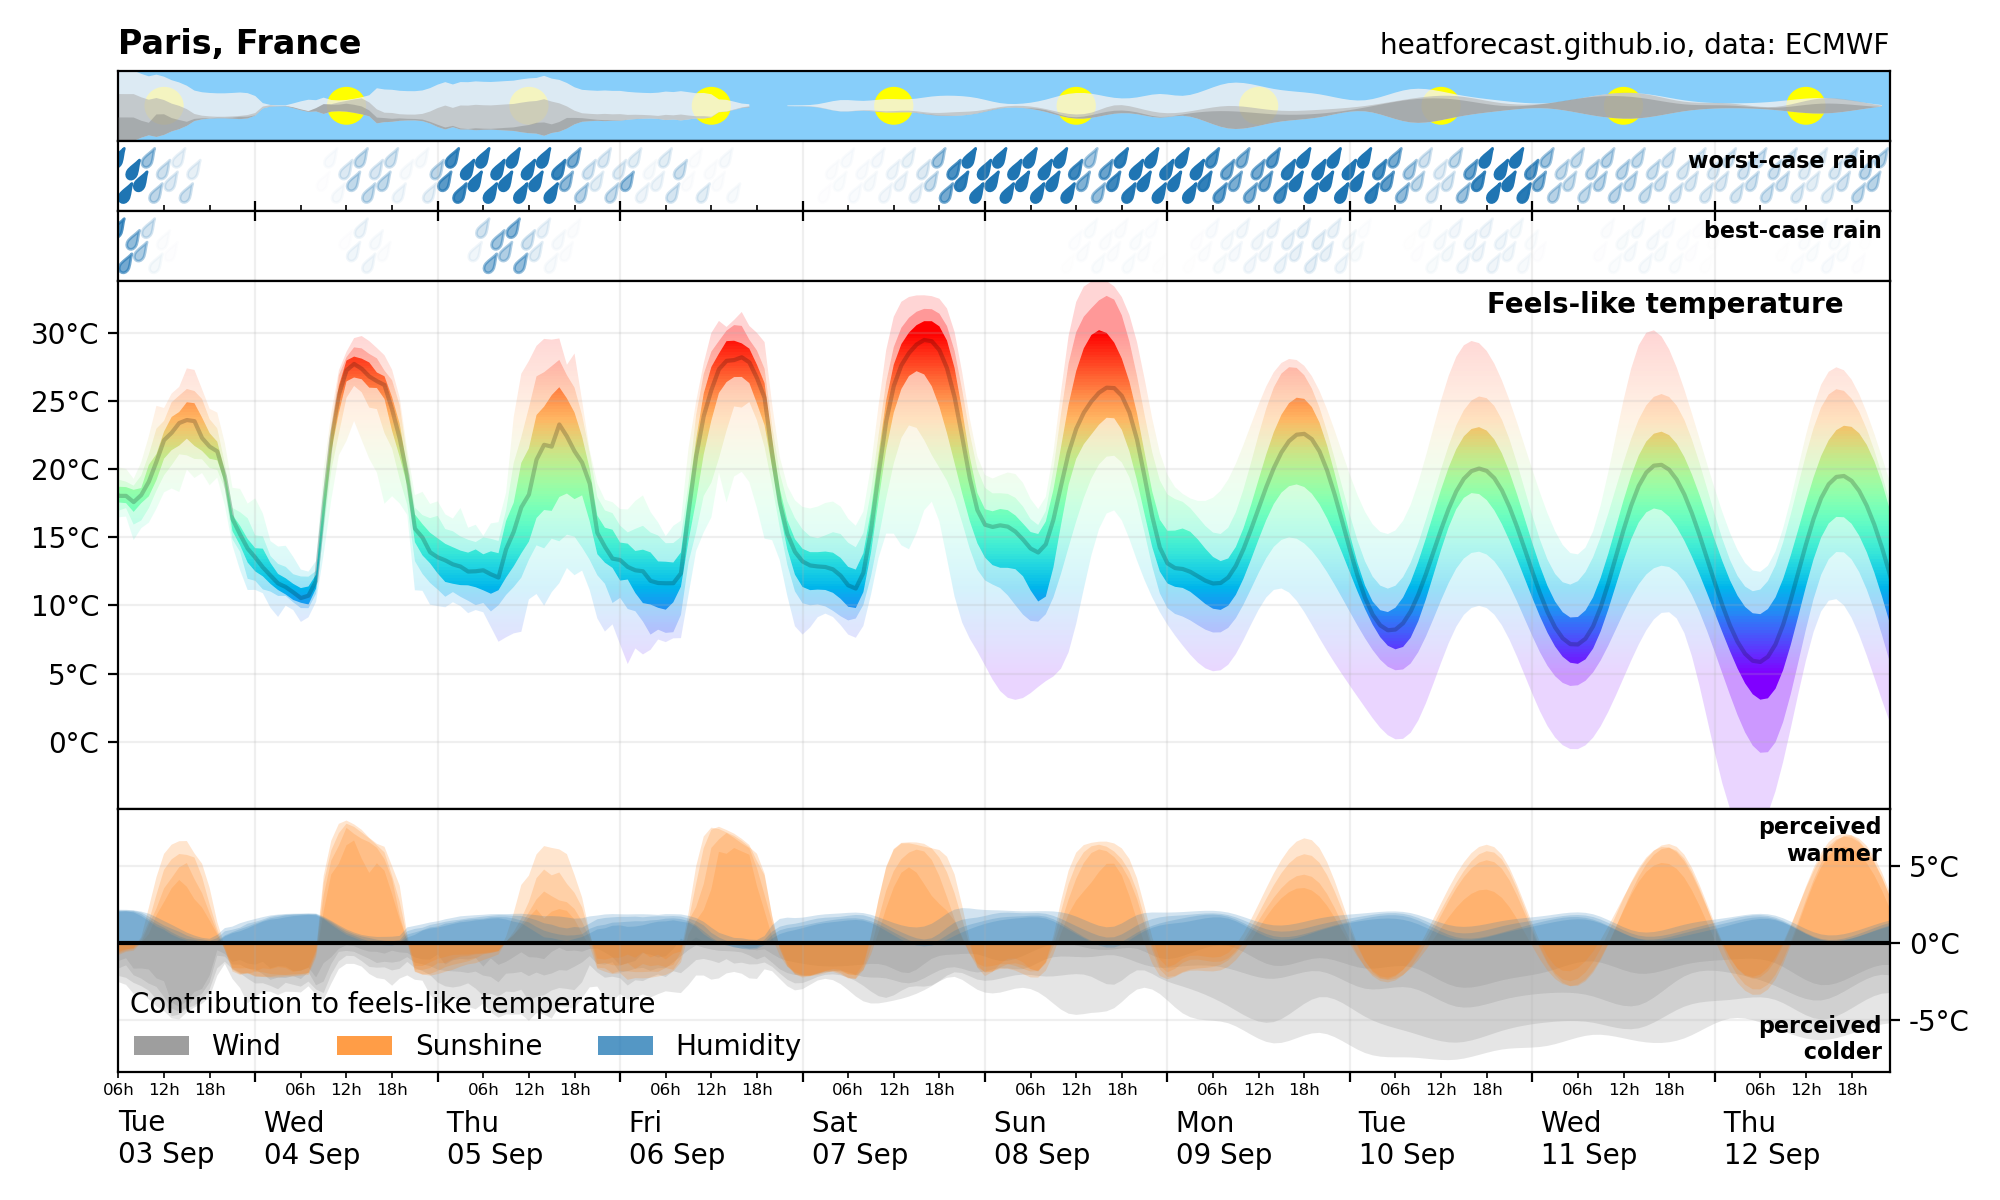 Paris, France
heatforecast.github.io, data: ECMWF
worst-case rain
best-case rain
Feels-like temperature
30°C
25°C
20°C
15°C
10°C
5°C
0°C
perceived
warmer
5°C
0°C
-5°C
perceived
colder
Contribution to feels-like temperature
Wind Sunshine Humidity
06h 12h 18h 06h 12h 18h 06h 12h 18h 06h 12h 18h 06h 12h 18h 06h 12h 18h 06h 12h 18h 06h 12h 18h 06h 12h 18h 06h 12h 18h
Tue Wed Thu Fri Sat Sun Mon Tue Wed Thu
03 Sep 04 Sep 05 Sep 06 Sep 07 Sep 08 Sep 09 Sep 10 Sep 11 Sep 12 Sep